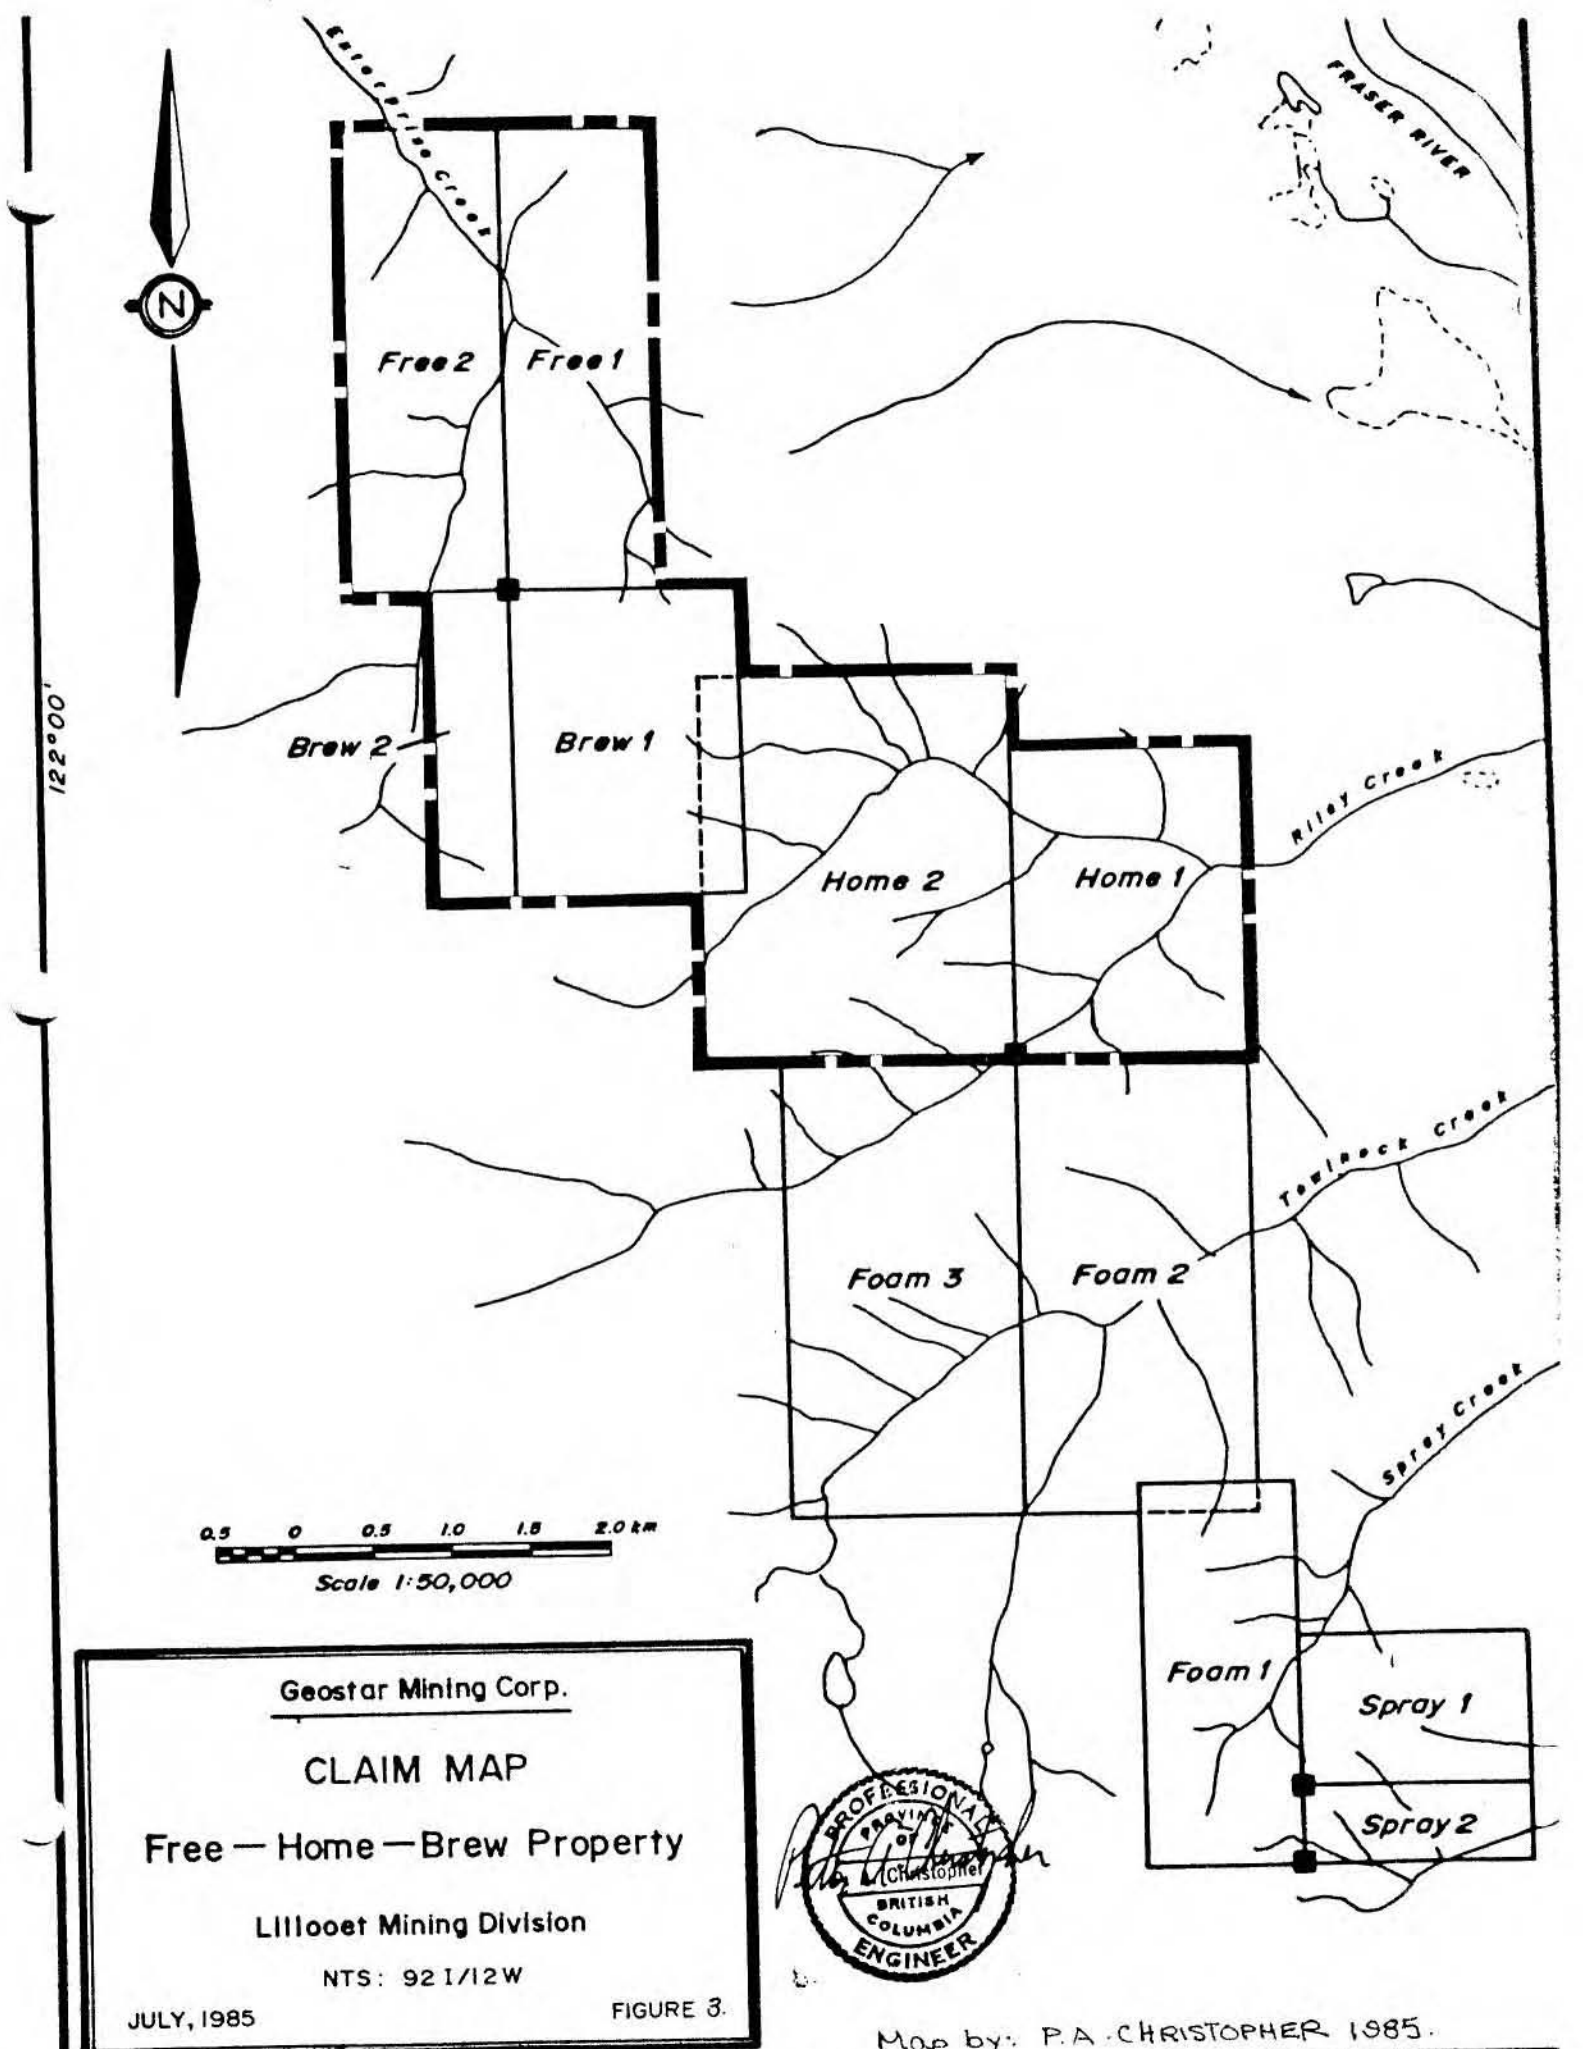 Enterprise Creek
FRASER RIVER
N
Free 2
Free 1
122°00'
Brew 2
Brew 1
Riley Creek
Home 2
Home 1
Towinock Creek
Foam 3
Foam 2
Spray Creek
0.5 0 0.5 1.0 1.5 2.0 km
Scale 1:50,000
Foam 1
Spray 1
Spray 2
Geostar Mining Corp.
CLAIM MAP
Free — Home — Brew Property
Lillooet Mining Division
NTS: 92 I/12W
JULY, 1985
FIGURE 3.
PROFESSIONAL
PROVINCE
OF
Christopher
BRITISH
COLUMBIA
ENGINEER
Map by: P.A. CHRISTOPHER 1985.